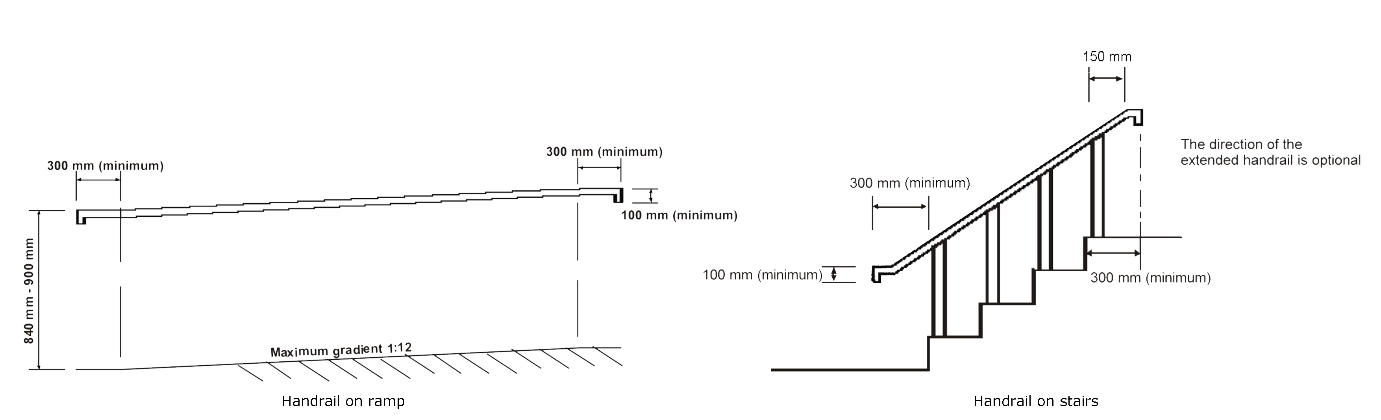 300 mm (minimum)
300 mm (minimum)
100 mm (minimum)
840 mm - 900 mm
Maximum gradient 1:12
Handrail on ramp
150 mm
The direction of the
extended handrail is optional
300 mm (minimum)
100 mm (minimum)
300 mm (minimum)
Handrail on stairs